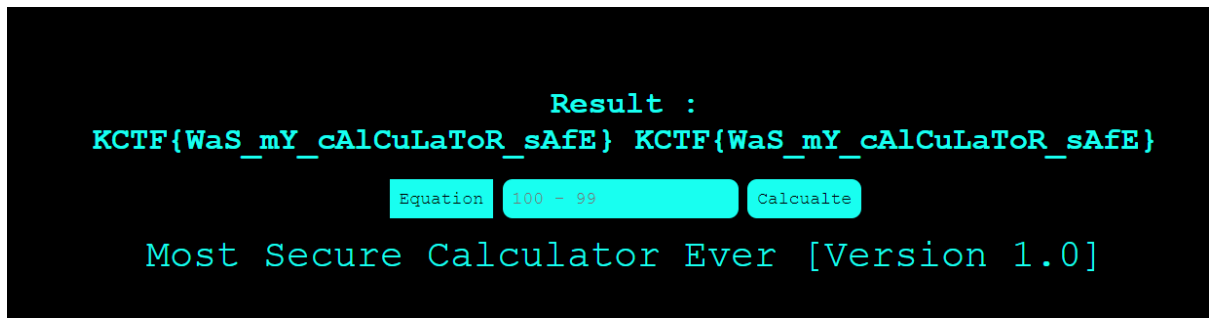 Result :
KCTF{WaS_mY_cAlCuLaToR_sAfE} KCTF{WaS_mY_cAlCuLaToR_sAfE}
Equation 100 - 99 Calcualte
Most Secure Calculator Ever [Version 1.0]